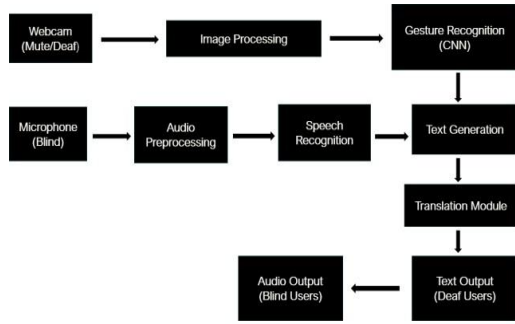 Webcam
(Mute/Deaf)
Image Processing
Gesture Recognition
(CNN)
Microphone
(Blind)
Audio
Preprocessing
Speech
Recognition
Text Generation
Translation Module
Audio Output
(Blind Users)
Text Output
(Deaf Users)